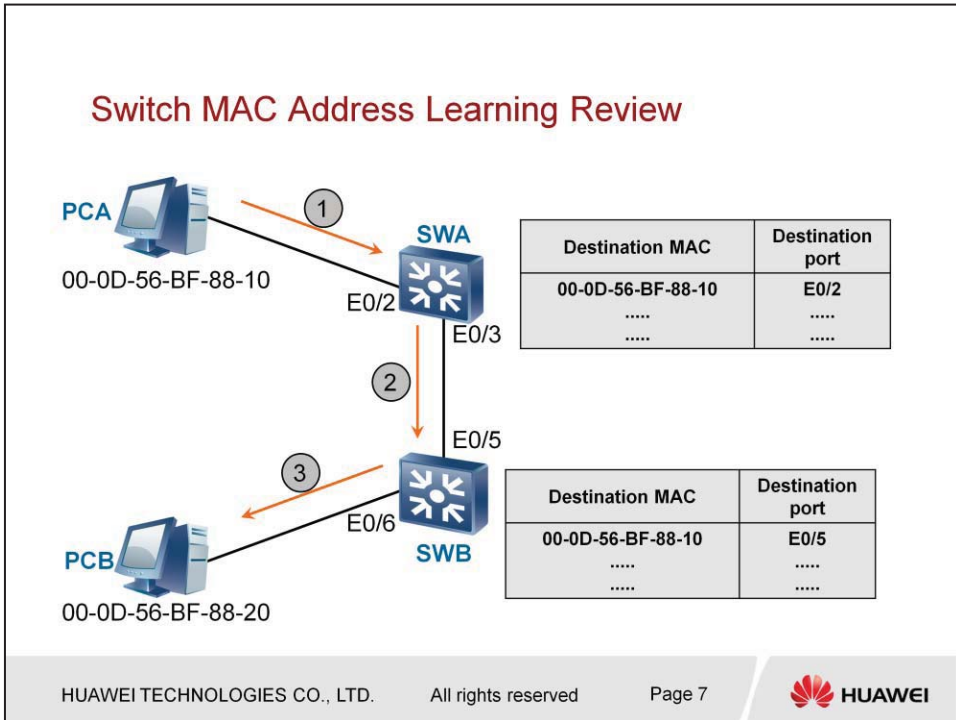 Switch MAC Address Learning Review
PCA
00-0D-56-BF-88-10
1
SWA
E0/2
E0/3
Destination MAC Destination port
00-0D-56-BF-88-10 E0/2
..... .....
..... .....
2
E0/5
3
E0/6
SWB
PCB
00-0D-56-BF-88-20
Destination MAC Destination port
00-0D-56-BF-88-10 E0/5
..... .....
..... .....
HUAWEI TECHNOLOGIES CO., LTD. All rights reserved Page 7 HUAWEI